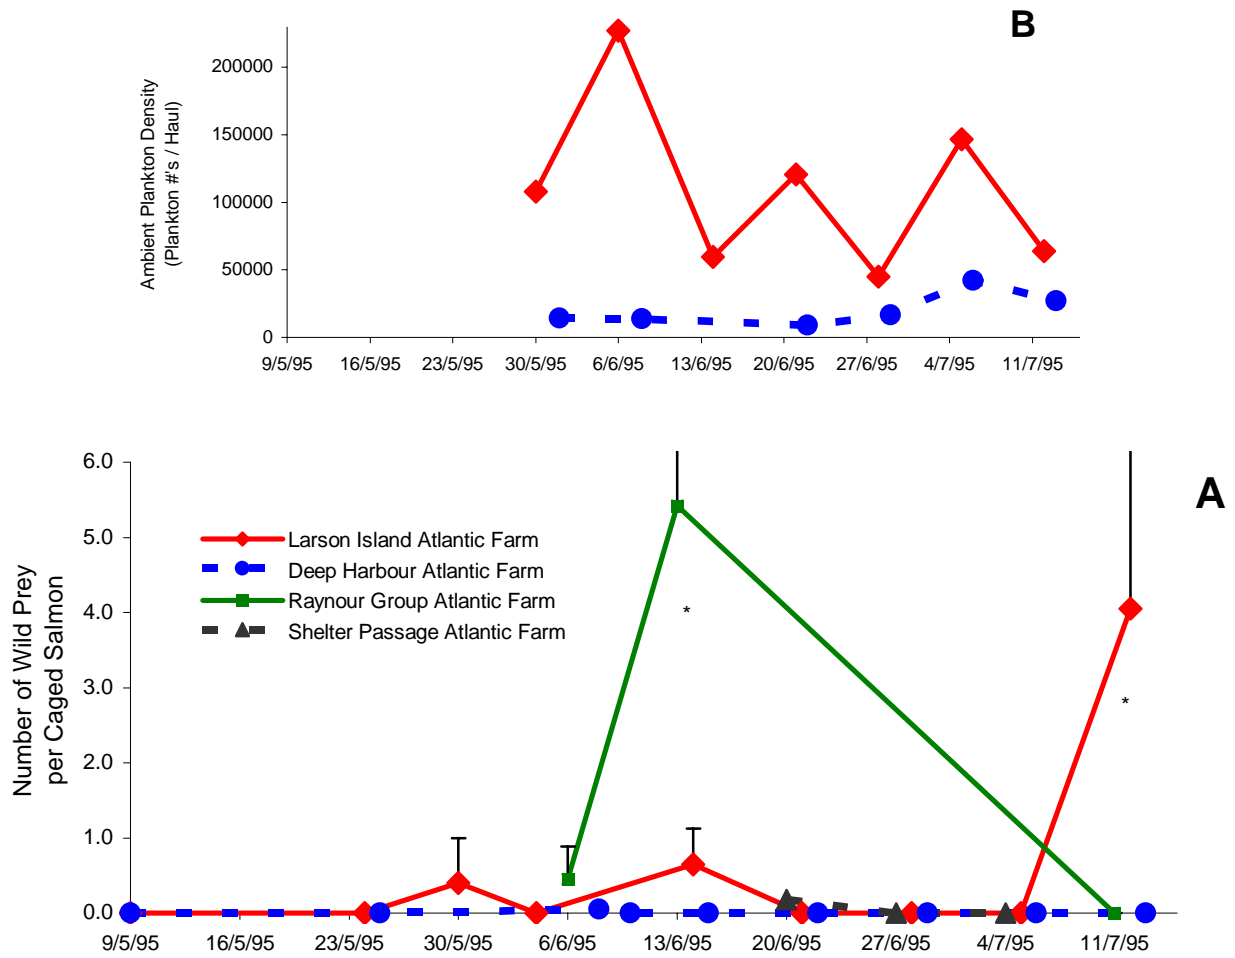 B
Ambient Plankton Density
(Plankton #'s / Haul)
200000
150000
100000
50000
0
9/5/95 16/5/95 23/5/95 30/5/95 6/6/95 13/6/95 20/6/95 27/6/95 4/7/95 11/7/95
A
Number of Wild Prey
per Caged Salmon
6.0
5.0
4.0
3.0
2.0
1.0
0.0
Larson Island Atlantic Farm
Deep Harbour Atlantic Farm
Raynour Group Atlantic Farm
Shelter Passage Atlantic Farm
*
*
9/5/95 16/5/95 23/5/95 30/5/95 6/6/95 13/6/95 20/6/95 27/6/95 4/7/95 11/7/95